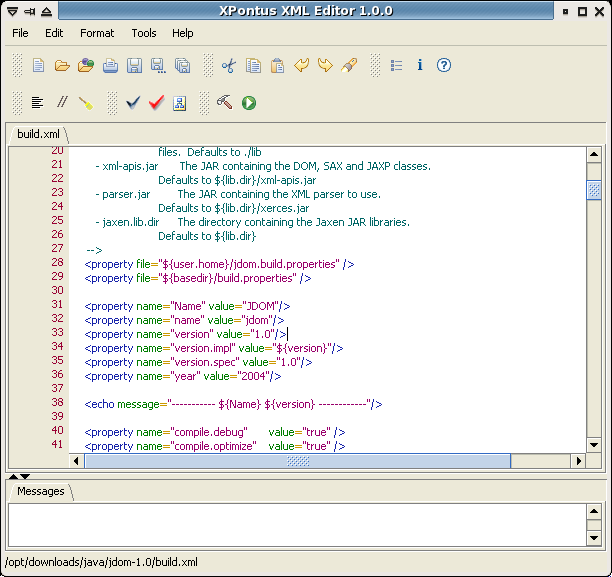 XPontus XML Editor 1.0.0
File Edit Format Tools Help
build.xml
20 files. Defaults to ./lib
21 - xml-apis.jar The JAR containing the DOM, SAX and JAXP classes.
22 Defaults to ${lib.dir}/xml-apis.jar
23 - parser.jar The JAR containing the XML parser to use.
24 Defaults to ${lib.dir}/xerces.jar
25 - jaxen.lib.dir The directory containing the Jaxen JAR libraries.
26 Defaults to ${lib.dir}
27 -->
28 <property file="${user.home}/jdom.build.properties" />
29 <property file="${basedir}/build.properties" />
30
31 <property name="Name" value="JDOM"/>
32 <property name="name" value="jdom"/>
33 <property name="version" value="1.0"/>
34 <property name="version.impl" value="${version}"/>
35 <property name="version.spec" value="1.0"/>
36 <property name="year" value="2004"/>
37
38 <echo message="----------- ${Name} ${version} ------------"/>
39
40 <property name="compile.debug" value="true" />
41 <property name="compile.optimize" value="true" />
Messages
/opt/downloads/java/jdom-1.0/build.xml